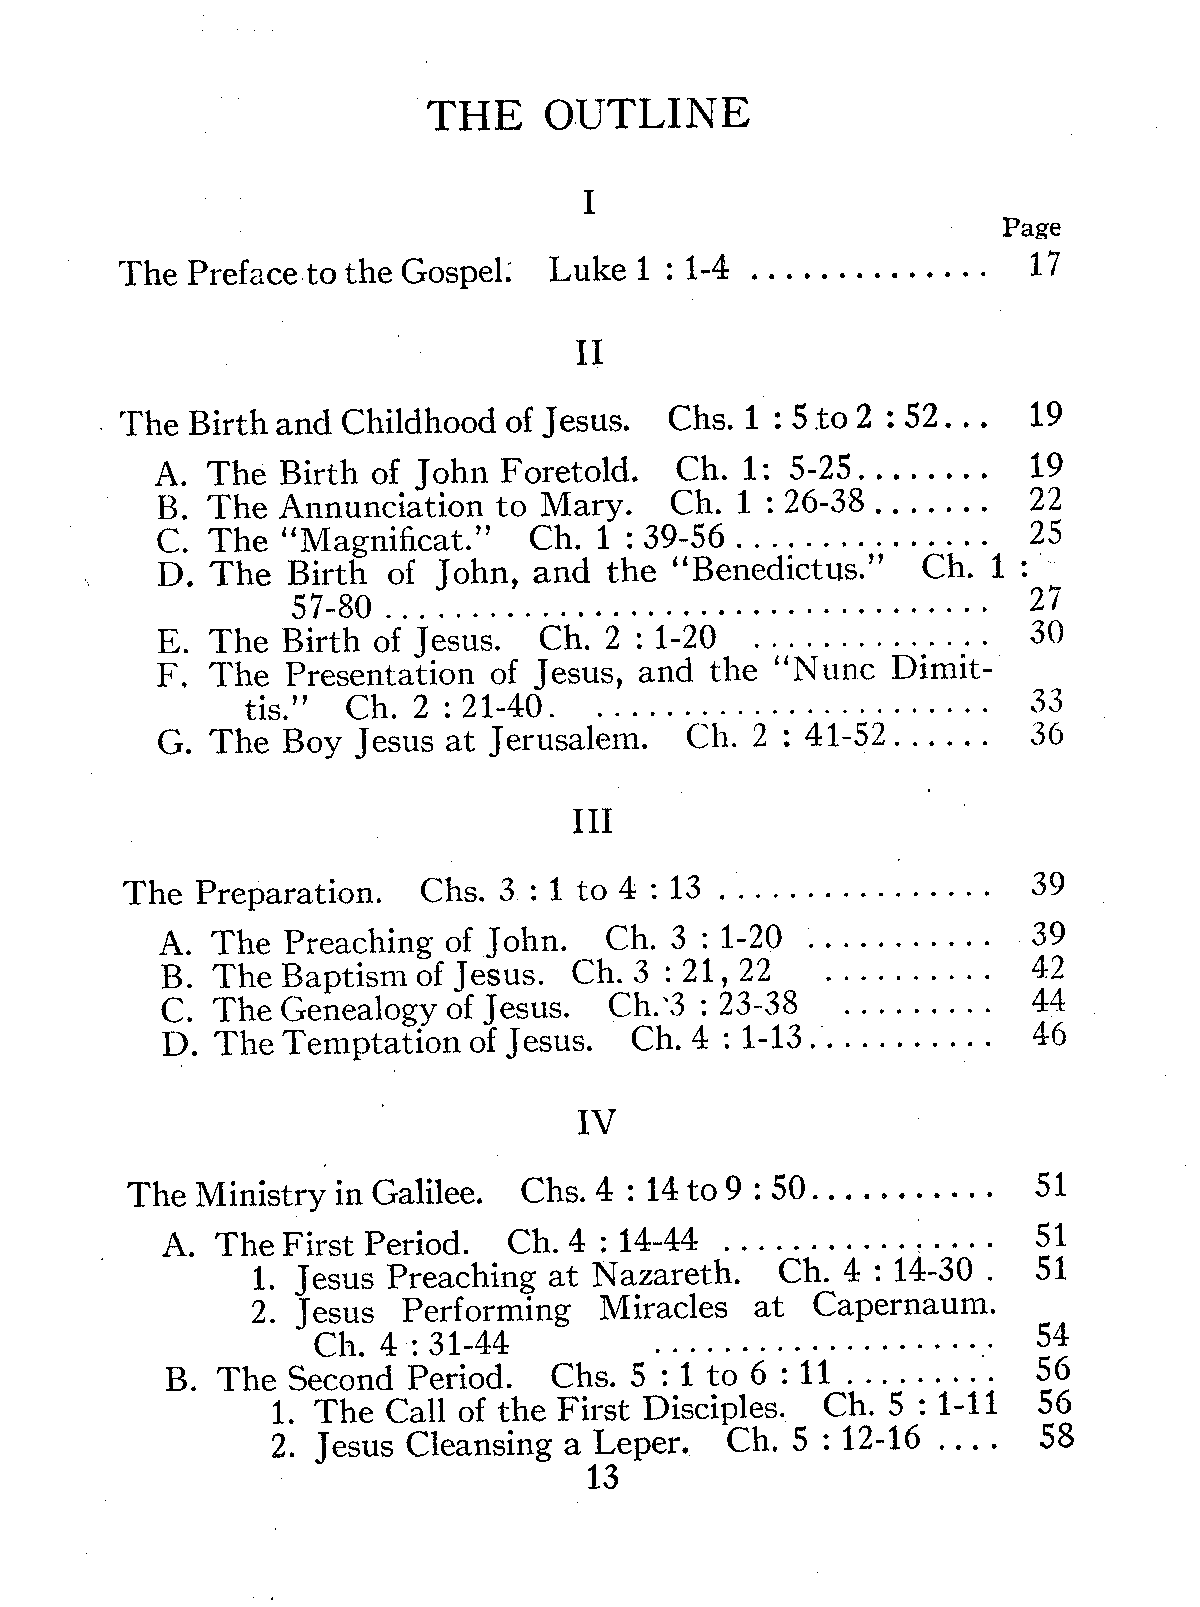 THE OUTLINE
I
Page
The Preface to the Gospel. Luke 1 : 1-4 .............. 17
II
The Birth and Childhood of Jesus. Chs. 1 : 5 to 2 : 52... 19
A. The Birth of John Foretold. Ch. 1: 5-25........ 19
B. The Annunciation to Mary. Ch. 1 : 26-38....... 22
C. The "Magnificat." Ch. 1 : 39-56............... 25
D. The Birth of John, and the "Benedictus." Ch. 1 :
57-80.................................... 27
E. The Birth of Jesus. Ch. 2 : 1-20 .............. 30
F. The Presentation of Jesus, and the "Nunc Dimit-
tis." Ch. 2 : 21-40. ........................ 33
G. The Boy Jesus at Jerusalem. Ch. 2 : 41-52...... 36
III
The Preparation. Chs. 3 : 1 to 4 : 13 ................ 39
A. The Preaching of John. Ch. 3 : 1-20 ........... 39
B. The Baptism of Jesus. Ch. 3 : 21, 22 .......... 42
C. The Genealogy of Jesus. Ch. 3 : 23-38 ......... 44
D. The Temptation of Jesus. Ch. 4 : 1-13........... 46
IV
The Ministry in Galilee. Chs. 4 : 14 to 9 : 50........... 51
A. The First Period. Ch. 4 : 14-44 ................ 51
1. Jesus Preaching at Nazareth. Ch. 4 : 14-30 . 51
2. Jesus Performing Miracles at Capernaum.
Ch. 4 : 31-44 .................... 54
B. The Second Period. Chs. 5 : 1 to 6 : 11 ......... 56
1. The Call of the First Disciples. Ch. 5 : 1-11 56
2. Jesus Cleansing a Leper. Ch. 5 : 12-16 .... 58
13